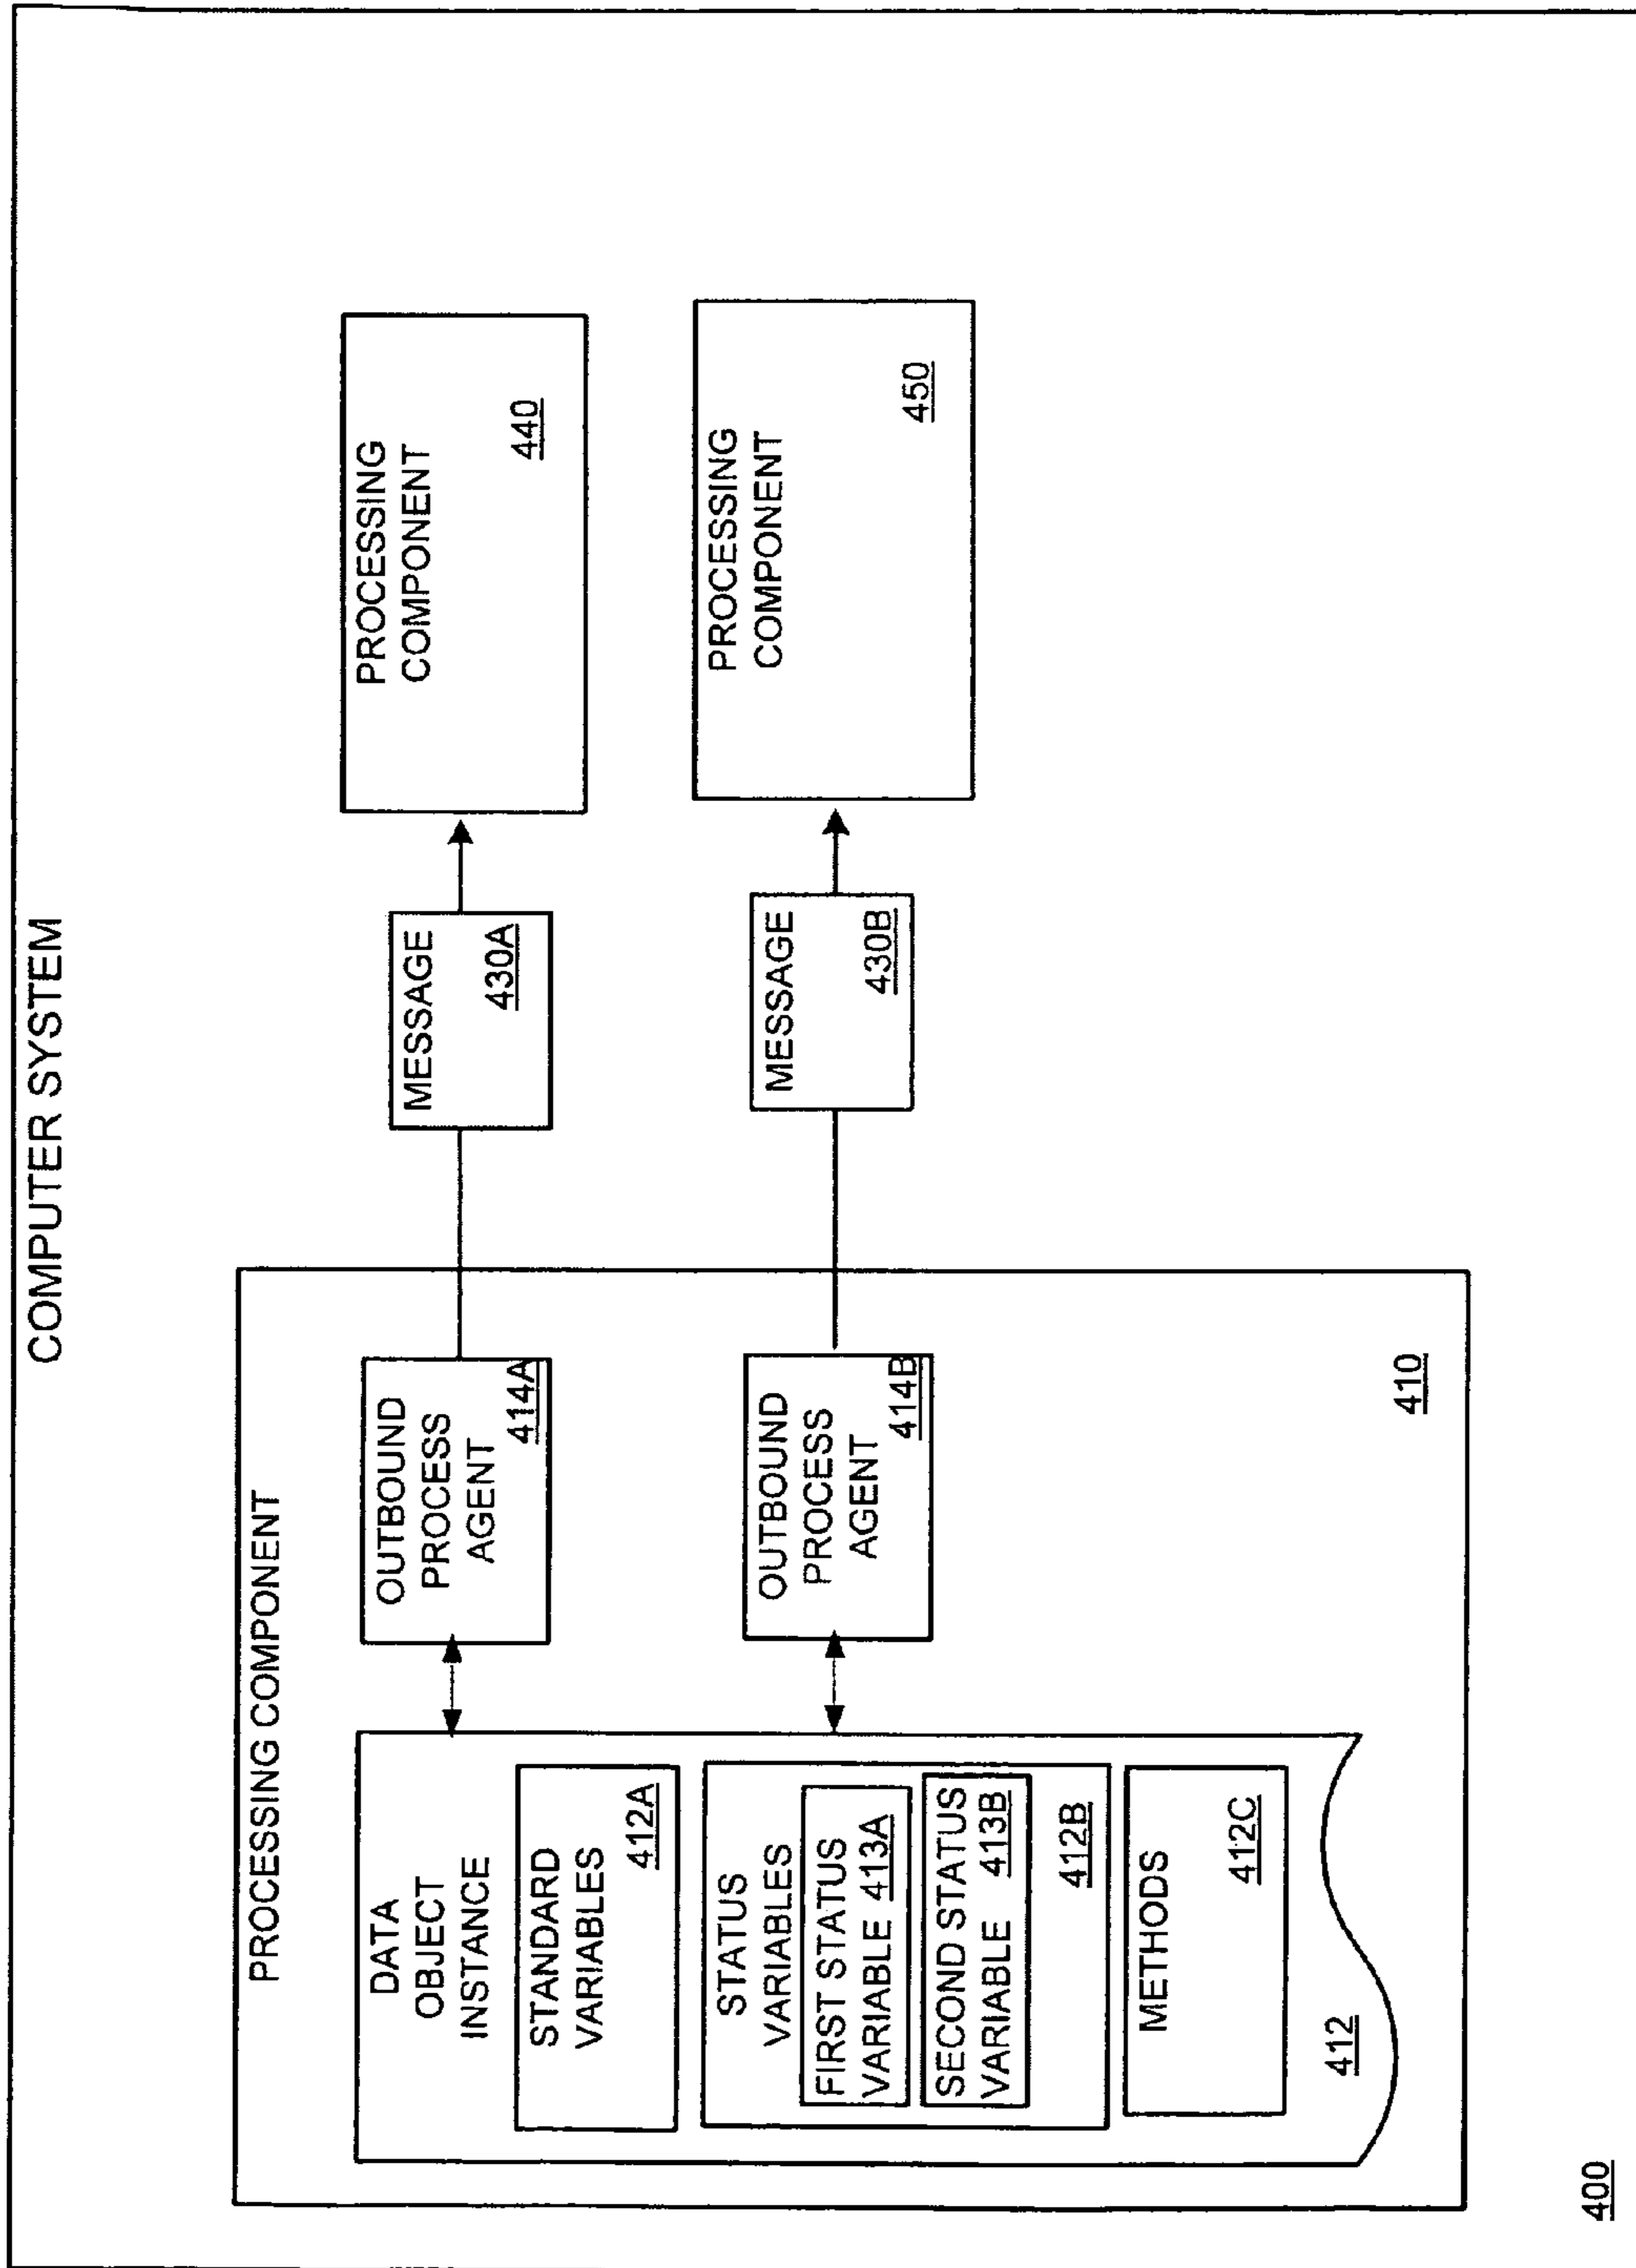 COMPUTER SYSTEM
PROCESSING COMPONENT
DATA
OBJECT
INSTANCE
STANDARD
VARIABLES
412A
STATUS
VARIABLES
FIRST STATUS
VARIABLE 413A
SECOND STATUS
VARIABLE 413B
412B
METHODS
412C
412
OUTBOUND
PROCESS
AGENT
414A
OUTBOUND
PROCESS
AGENT
414B
410
MESSAGE
430A
MESSAGE
430B
PROCESSING
COMPONENT
440
PROCESSING
COMPONENT
450
400